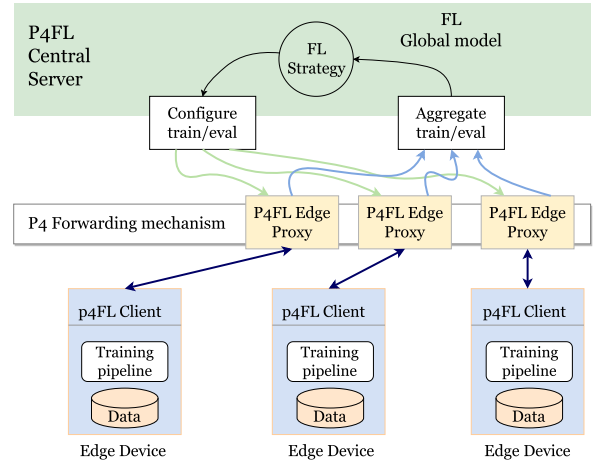 P4FL
Central
Server
FL
Global model
FL
Strategy
Configure
train/eval
Aggregate
train/eval
P4 Forwarding mechanism
P4FL Edge
Proxy
P4FL Edge
Proxy
P4FL Edge
Proxy
p4FL Client
Training
pipeline
Data
Edge Device
p4FL Client
Training
pipeline
Data
Edge Device
p4FL Client
Training
pipeline
Data
Edge Device